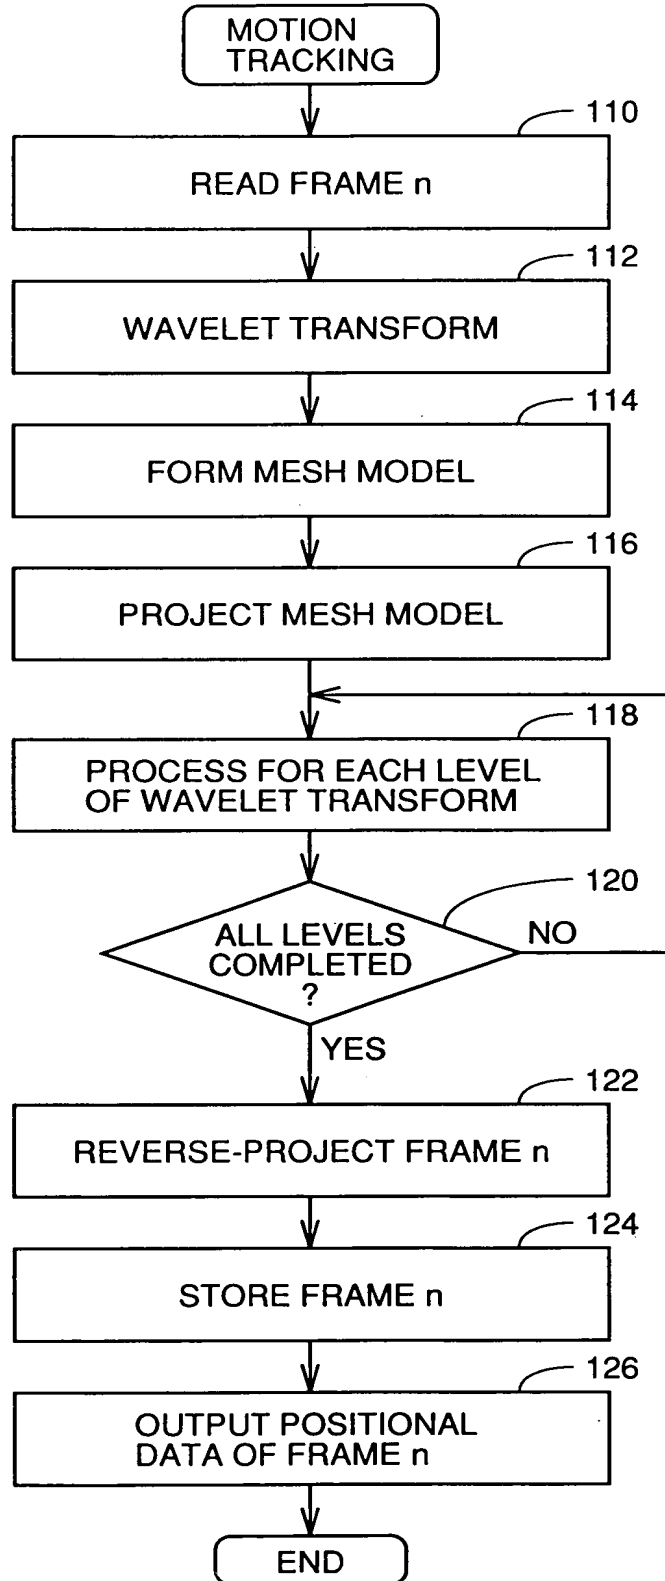 MOTION
TRACKING
110
READ FRAME n
112
WAVELET TRANSFORM
114
FORM MESH MODEL
116
PROJECT MESH MODEL
118
PROCESS FOR EACH LEVEL
OF WAVELET TRANSFORM
120
ALL LEVELS
COMPLETED
?
NO
YES
122
REVERSE-PROJECT FRAME n
124
STORE FRAME n
126
OUTPUT POSITIONAL
DATA OF FRAME n
END